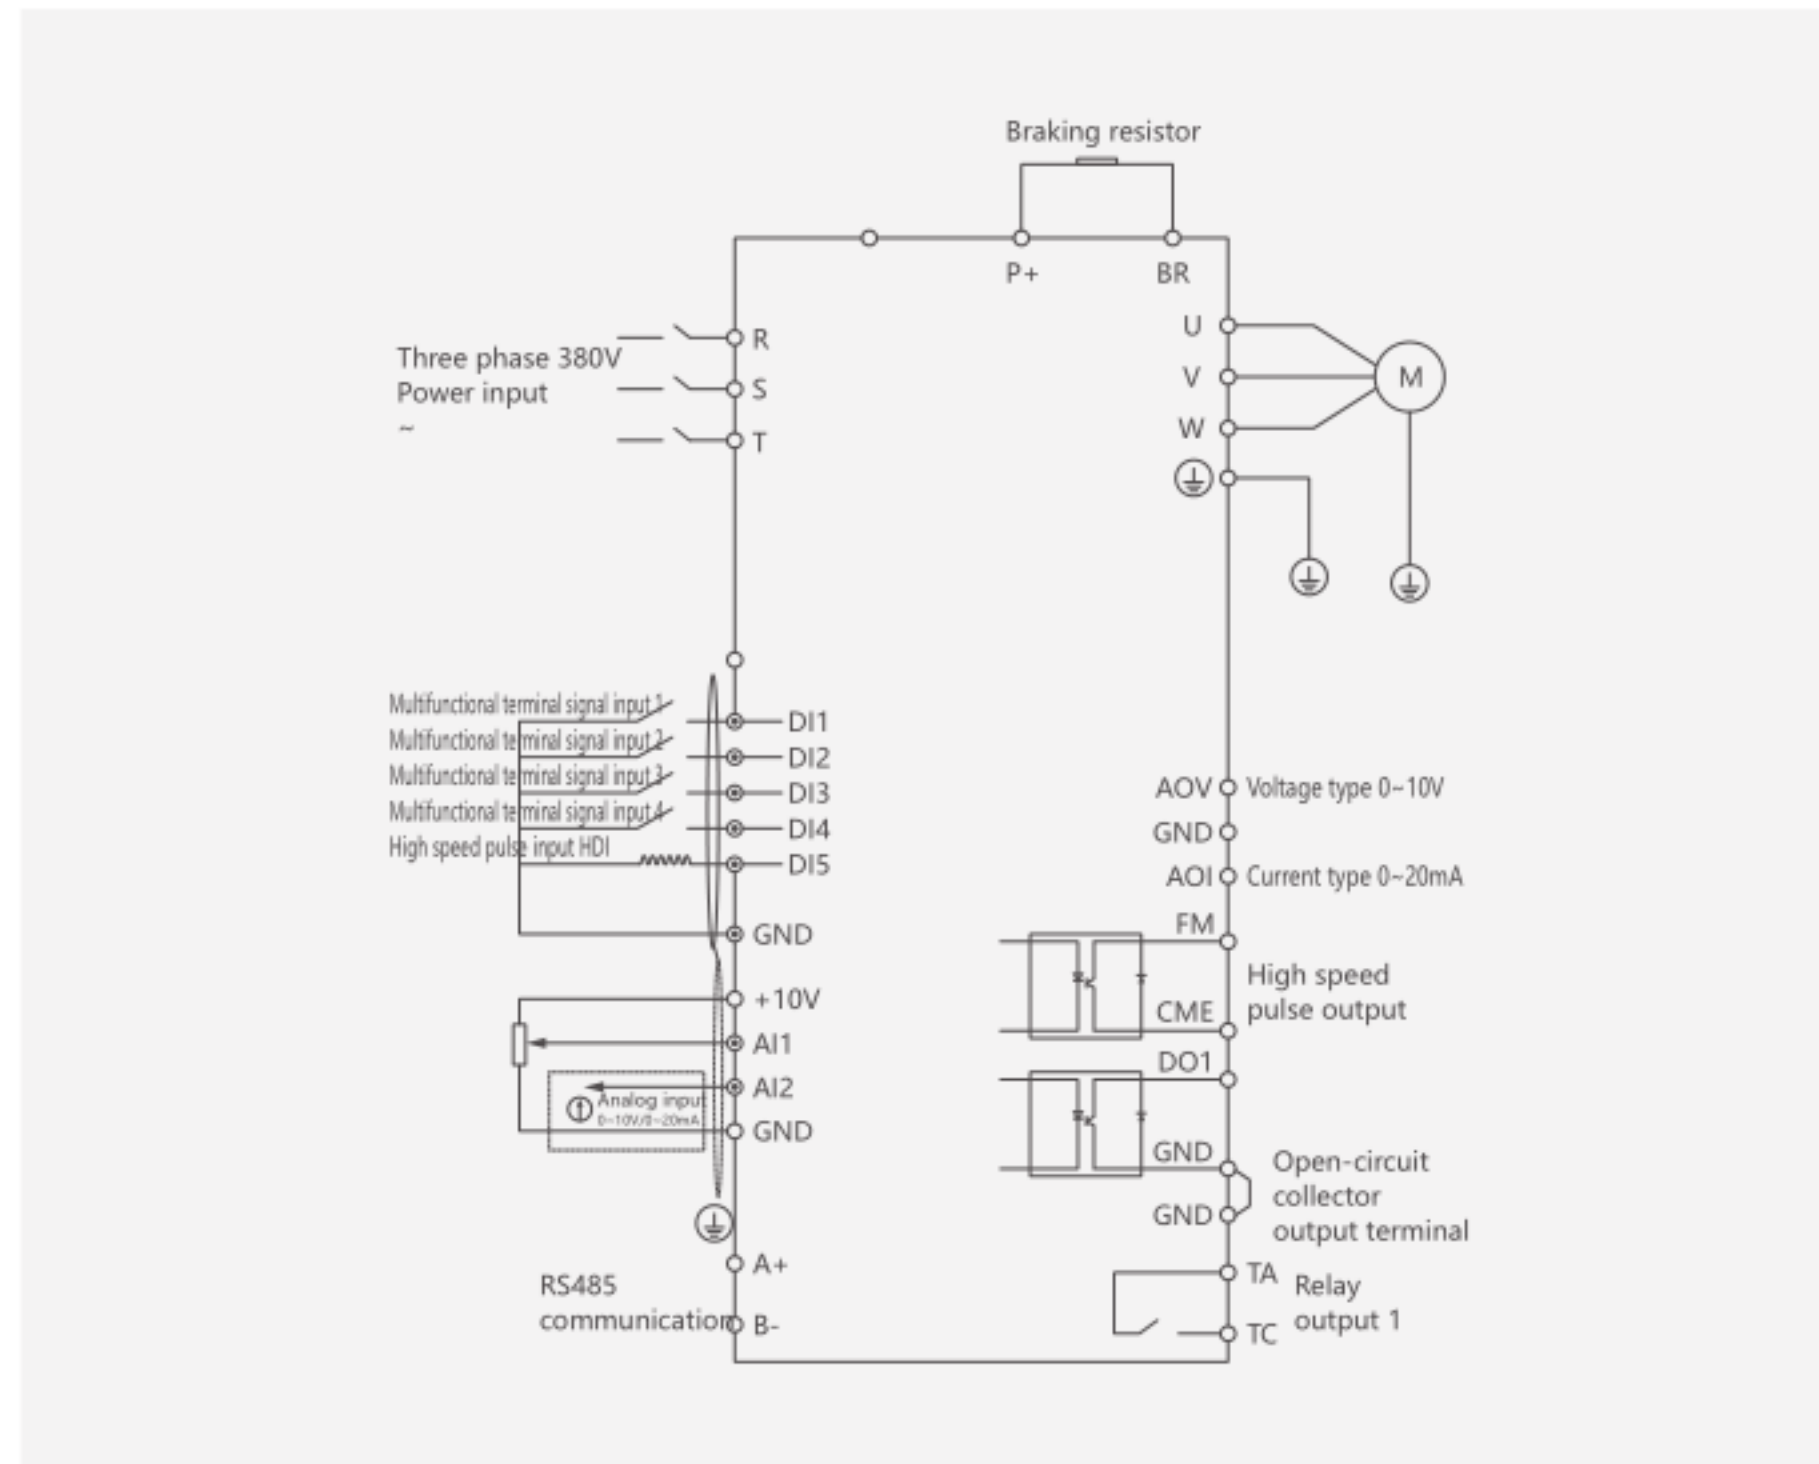 Braking resistor
P+
BR
Three phase 380V
Power input
~
R
S
T
U
V
W
M
Multifunctional terminal signal input 1
Multifunctional terminal signal input 2
Multifunctional terminal signal input 3
Multifunctional terminal signal input 4
High speed pulse input HDI
DI1
DI2
DI3
DI4
DI5
GND
+10V
AI1
AI2
Analog input
0~10V/0~20mA
GND
RS485
communication
A+
B-
AOV
Voltage type 0~10V
GND
AOI
Current type 0~20mA
FM
High speed
pulse output
CME
DO1
GND
GND
Open-circuit
collector
output terminal
TA
TC
Relay
output 1